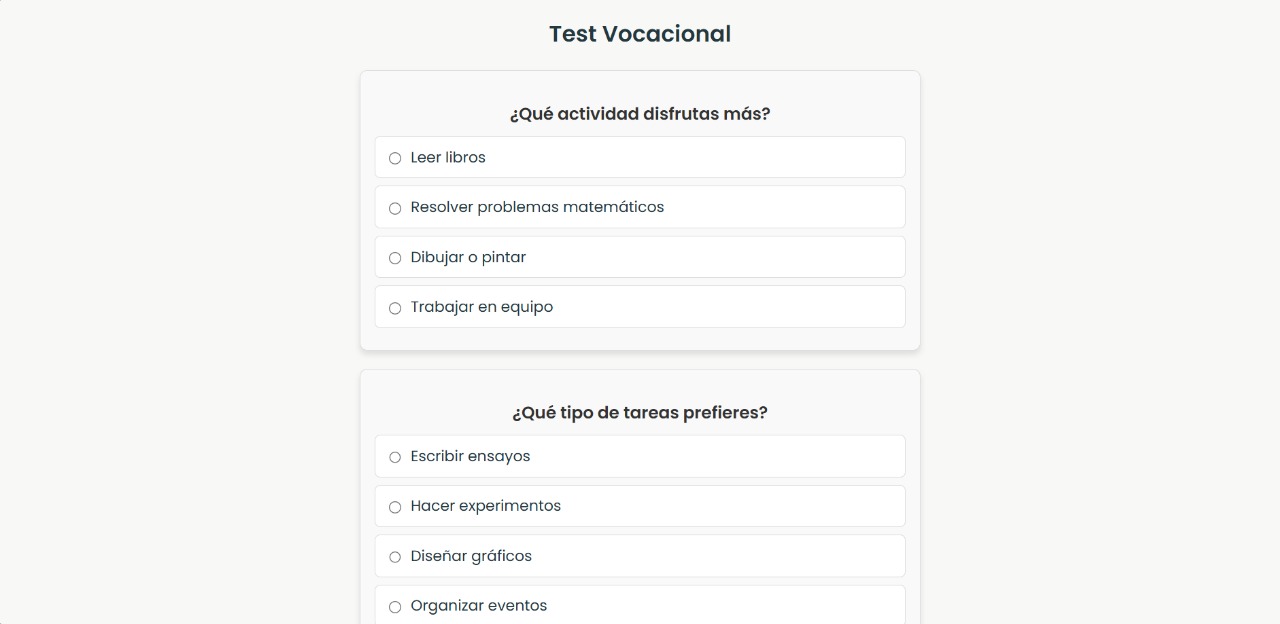 Test Vocacional
¿Qué actividad disfrutas más?
Leer libros
Resolver problemas matemáticos
Dibujar o pintar
Trabajar en equipo
¿Qué tipo de tareas prefieres?
Escribir ensayos
Hacer experimentos
Diseñar gráficos
Organizar eventos